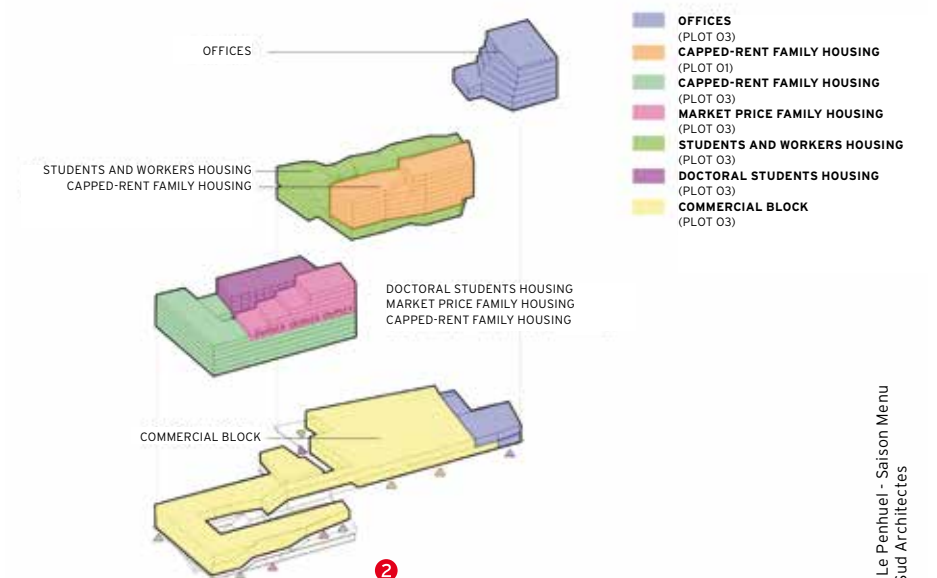 OFFICES
STUDENTS AND WORKERS HOUSING
CAPPED-RENT FAMILY HOUSING
DOCTORAL STUDENTS HOUSING
MARKET PRICE FAMILY HOUSING
CAPPED-RENT FAMILY HOUSING
COMMERCIAL BLOCK
2
OFFICES
(PLOT O3)
CAPPED-RENT FAMILY HOUSING
(PLOT O1)
CAPPED-RENT FAMILY HOUSING
(PLOT O3)
MARKET PRICE FAMILY HOUSING
(PLOT O3)
STUDENTS AND WORKERS HOUSING
(PLOT O3)
DOCTORAL STUDENTS HOUSING
(PLOT O3)
COMMERCIAL BLOCK
(PLOT O3)
Le Penhuel - Saison Menu
Sud Architectes